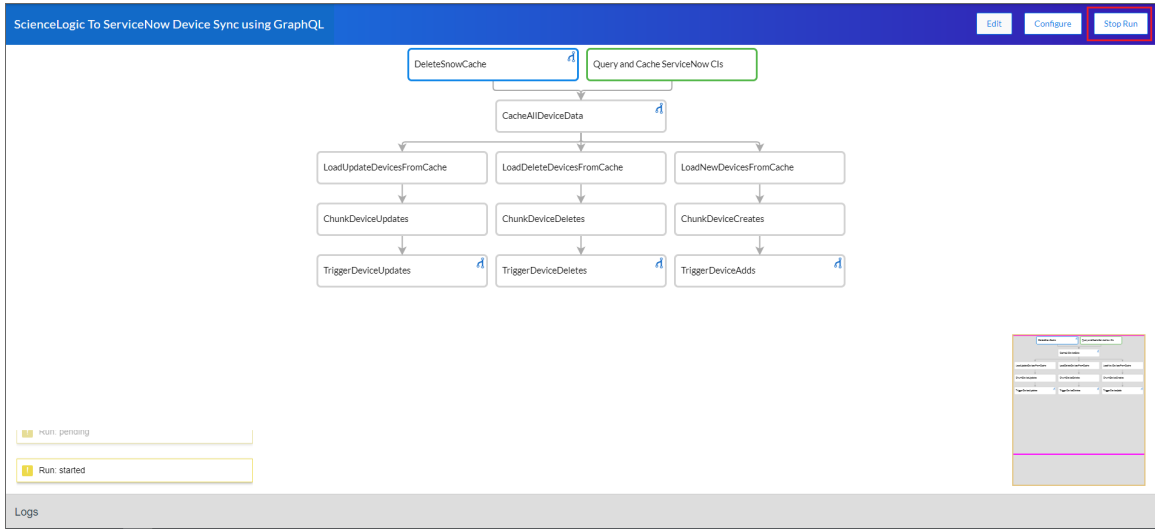 ScienceLogic To ServiceNow Device Sync using GraphQL
Edit
Configure
Stop Run
DeleteSnowCache
Query and Cache ServiceNow CIs
CacheAllDeviceData
LoadUpdateDevicesFromCache
LoadDeleteDevicesFromCache
LoadNewDevicesFromCache
ChunkDeviceUpdates
ChunkDeviceDeletes
ChunkDeviceCreates
TriggerDeviceUpdates
TriggerDeviceDeletes
TriggerDeviceAdds
Run: pending
Run: started
Logs